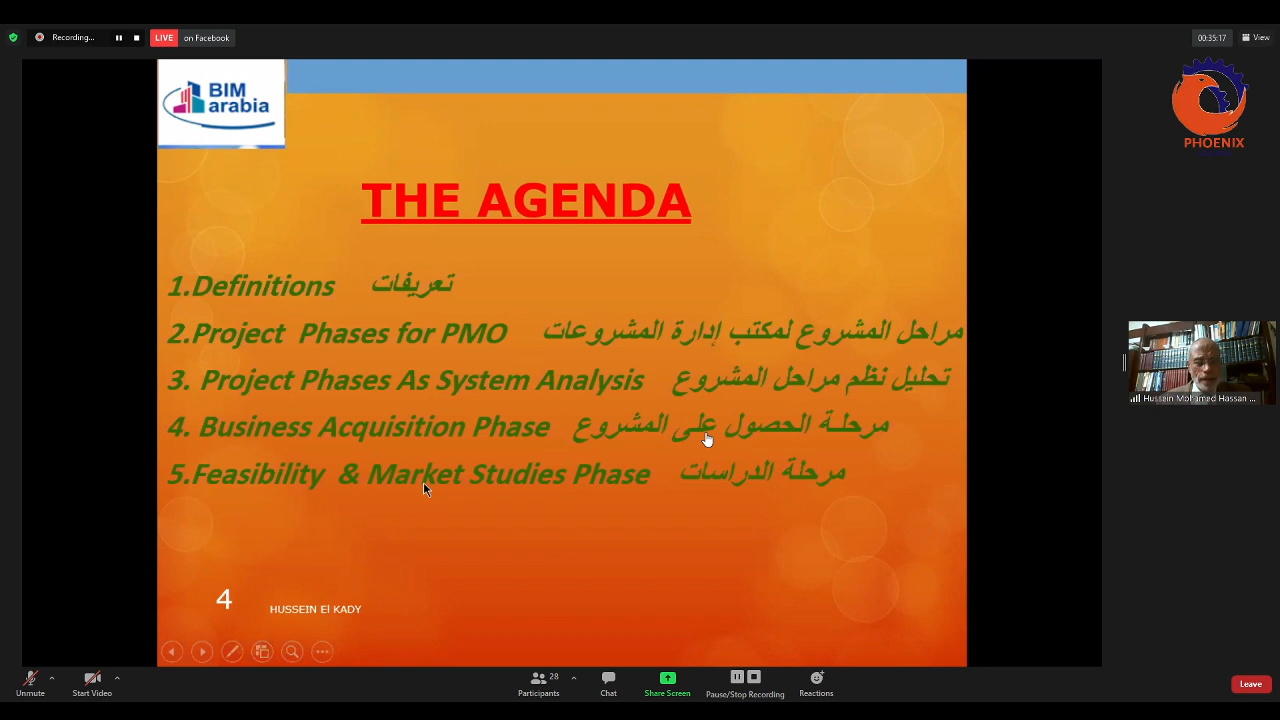 Recording...
LIVE on Facebook
00:35:17
View
BIM
arabia
PHOENIX
THE AGENDA
1.Definitions تعريفات
2.Project Phases for PMO مراحل المشروع لمكتب إدارة المشروعات
3. Project Phases As System Analysis تحليل نظم مراحل المشروع
4. Business Acquisition Phase مرحلـة الحصول على المشروع
5.Feasibility & Market Studies Phase مرحلة الدراسات
Hussein Mohamed Hassan ...
4
HUSSEIN El KADY
Unmute
Start Video
28
Participants
Chat
Share Screen
Pause/Stop Recording
Reactions
Leave